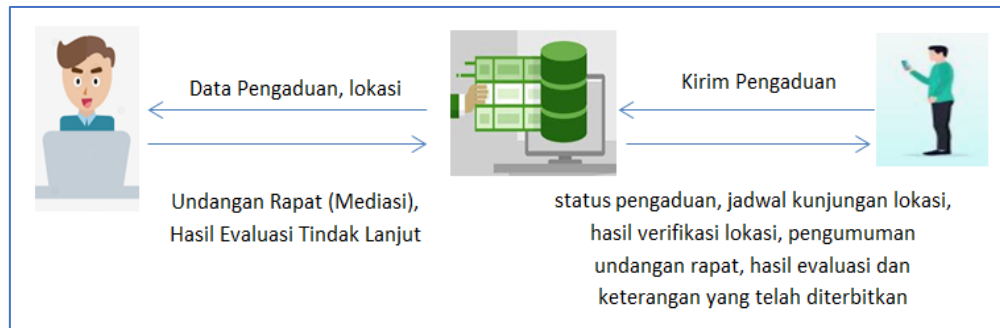 Data Pengaduan, lokasi
Kirim Pengaduan
Undangan Rapat (Mediasi),
Hasil Evaluasi Tindak Lanjut
status pengaduan, jadwal kunjungan lokasi,
hasil verifikasi lokasi, pengumuman
undangan rapat, hasil evaluasi dan
keterangan yang telah diterbitkan